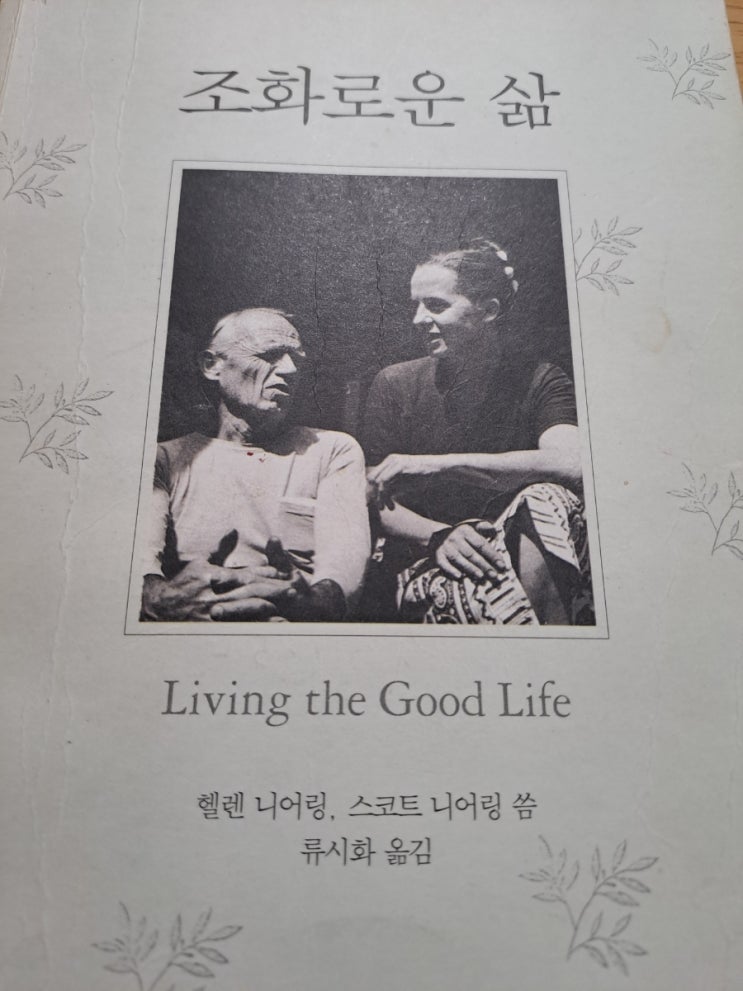 조화로운 삶
Living the Good Life
헬렌 니어링, 스코트 니어링 씀
류시화 옮김